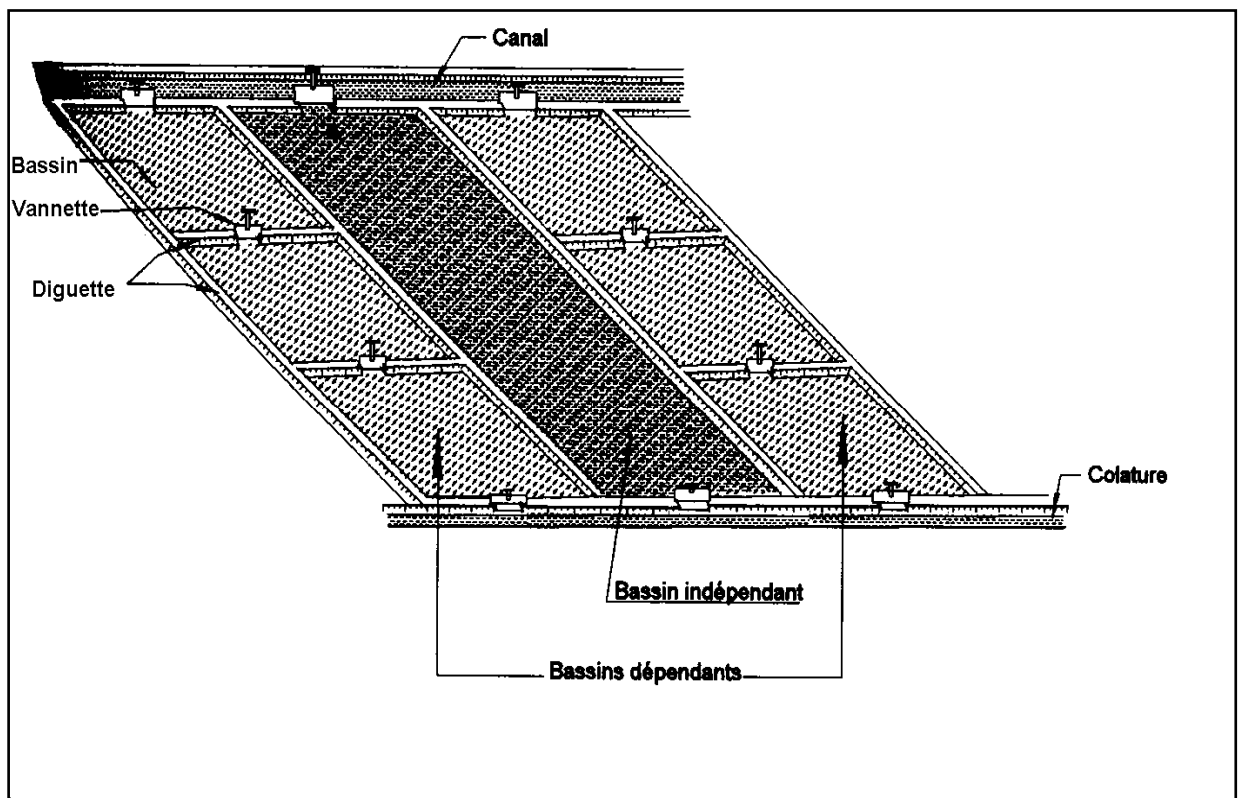 Canal
Bassin
Vannette
Diguette
Colature
Bassin indépendant
Bassins dépendants